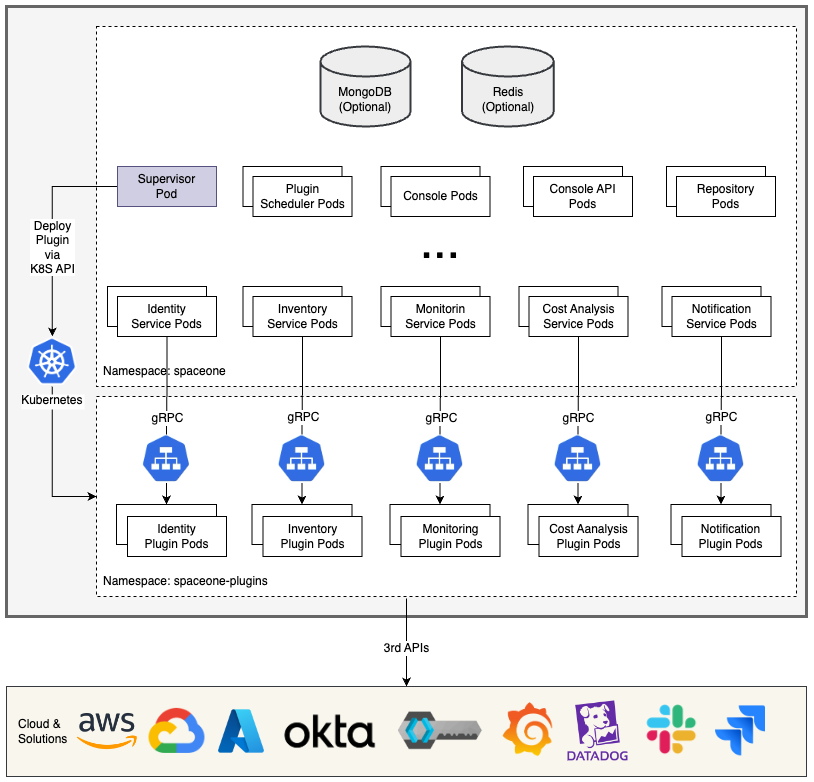 MongoDB
(Optional)
Redis
(Optional)
Supervisor
Pod
Plugin
Scheduler Pods
Console Pods
Console API
Pods
Repository
Pods
Deploy
Plugin
via
K8S API
...
Identity
Service Pods
Inventory
Service Pods
Monitorin
Service Pods
Cost Analysis
Service Pods
Notification
Service Pods
Namespace: spaceone
Kubernetes
gRPC
gRPC
gRPC
gRPC
gRPC
Identity
Plugin Pods
Inventory
Plugin Pods
Monitoring
Plugin Pods
Cost Aanalysis
Plugin Pods
Notification
Plugin Pods
Namespace: spaceone-plugins
3rd APIs
Cloud &
Solutions
aws
okta
DATADOG